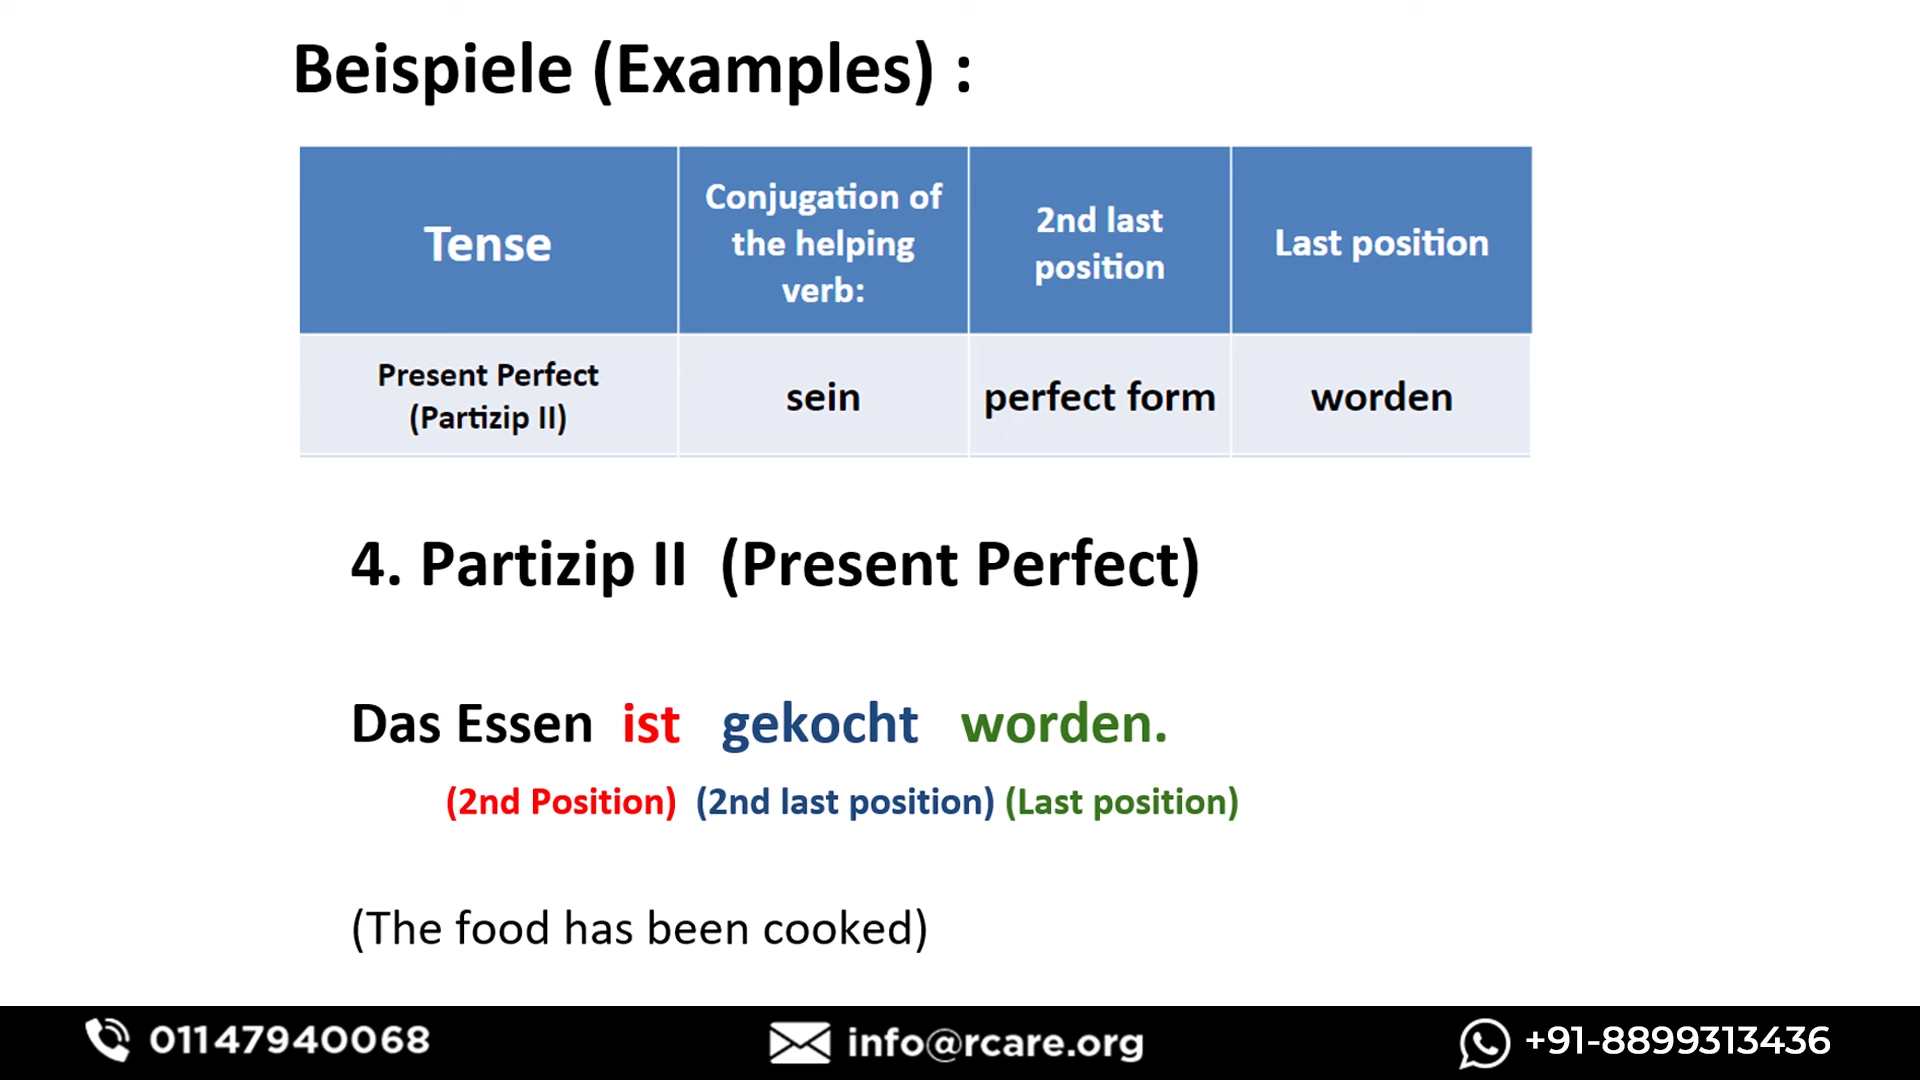 Beispiele (Examples) :
Tense
Conjugation of
the helping
verb:
2nd last
position
Last position
Present Perfect
(Partizip II)
sein
perfect form
worden
4. Partizip II (Present Perfect)
Das Essen ist gekocht worden.
(2nd Position) (2nd last position) (Last position)
(The food has been cooked)
01147940068
info@rcare.org
+91-8899313436